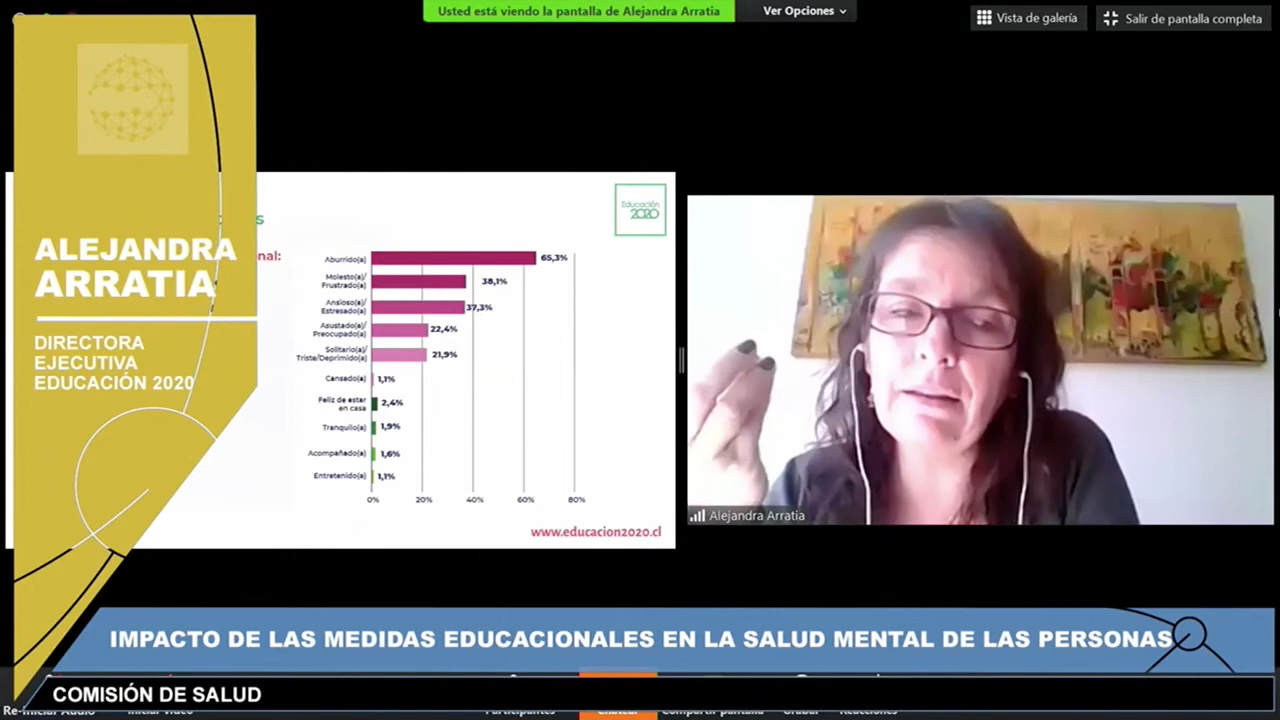 Usted está viendo la pantalla de Alejandra Arratia
Ver Opciones
Vista de galería
Salir de pantalla completa
ALEJANDRA
ARRATIA
DIRECTORA
EJECUTIVA
EDUCACIÓN 2020
Educación
2020
nal:
Aburrido(a)
65,3%
Molesto(a)/
Frustrado(a)
38,1%
Ansioso(a)/
Estresado(a)
37,3%
Asustado(a)/
Preocupado(a)
22,4%
Solitario(a)/
Triste/Deprimido(a)
21,9%
Cansado(a)
1,1%
Feliz de estar
en casa
2,4%
Tranquilo(a)
1,9%
Acompañado(a)
1,6%
Entretenido(a)
1,1%
0% 20% 40% 60% 80%
www.educacion2020.cl
Alejandra Arratia
IMPACTO DE LAS MEDIDAS EDUCACIONALES EN LA SALUD MENTAL DE LAS PERSONAS
COMISIÓN DE SALUD